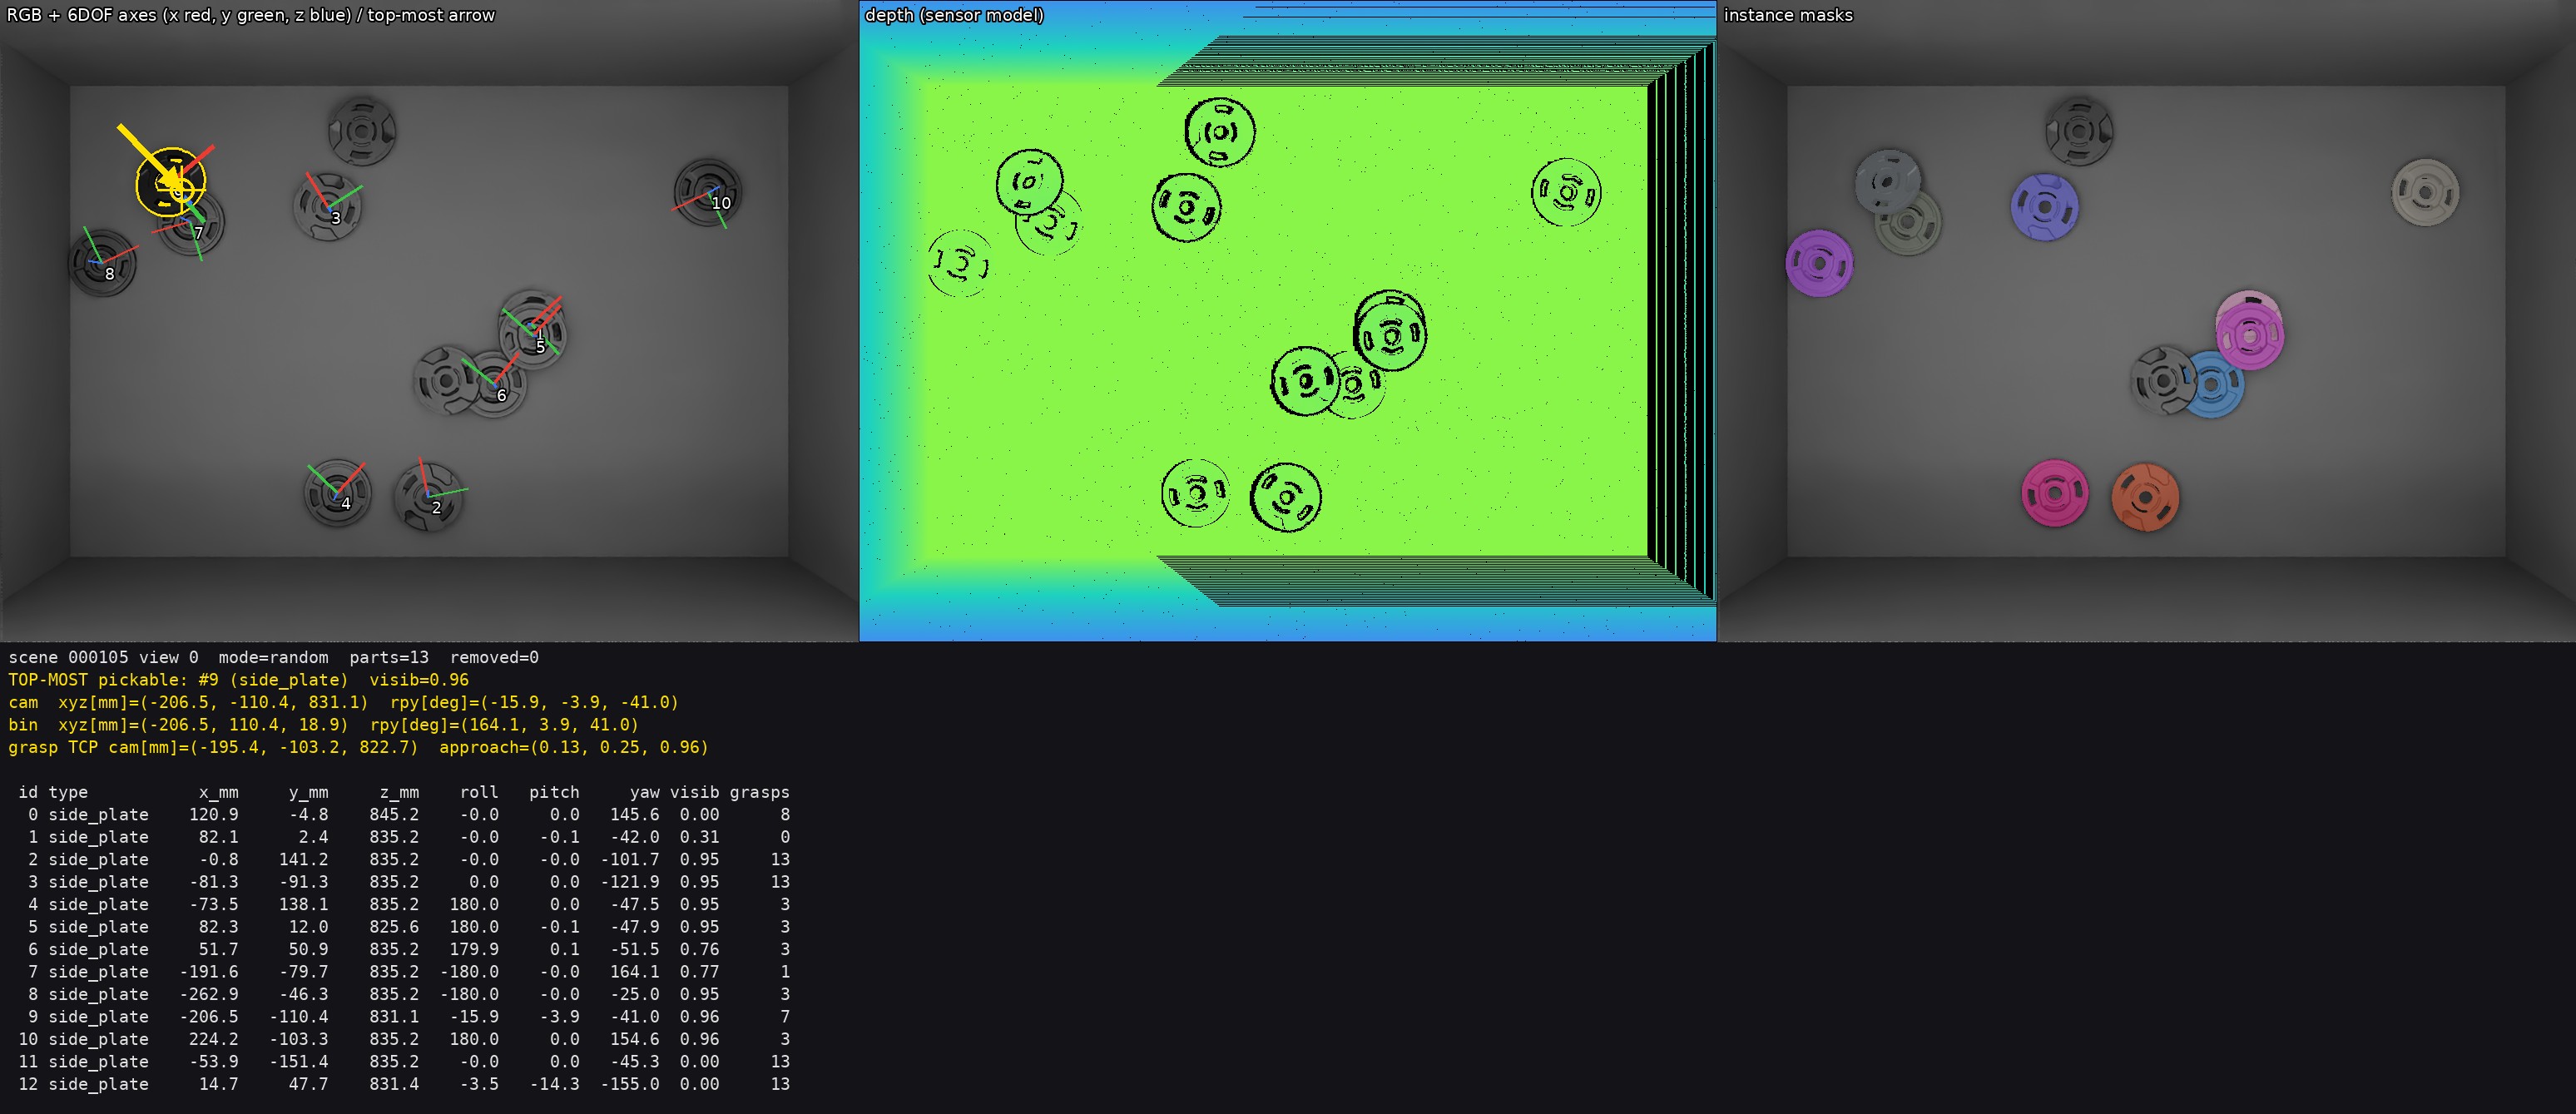 RGB + 6DOF axes (x red, y green, z blue) / top-most arrow
depth (sensor model)
instance masks
3
10
7
8
1
5
6
4
2
scene 000105 view 0  mode=random  parts=13  removed=0
TOP-MOST pickable: #9 (side_plate)  visib=0.96
cam  xyz[mm]=(-206.5, -110.4, 831.1)  rpy[deg]=(-15.9, -3.9, -41.0)
bin  xyz[mm]=(-206.5, 110.4, 18.9)  rpy[deg]=(164.1, 3.9, 41.0)
grasp TCP cam[mm]=(-195.4, -103.2, 822.7)  approach=(0.13, 0.25, 0.96)
id type x_mm y_mm z_mm roll pitch yaw visib grasps
0 side_plate 120.9 -4.8 845.2 -0.0 0.0 145.6 0.00 8
1 side_plate 82.1 2.4 835.2 -0.0 -0.1 -42.0 0.31 0
2 side_plate -0.8 141.2 835.2 -0.0 -0.0 -101.7 0.95 13
3 side_plate -81.3 -91.3 835.2 0.0 0.0 -121.9 0.95 13
4 side_plate -73.5 138.1 835.2 180.0 0.0 -47.5 0.95 3
5 side_plate 82.3 12.0 825.6 180.0 -0.1 -47.9 0.95 3
6 side_plate 51.7 50.9 835.2 179.9 0.1 -51.5 0.76 3
7 side_plate -191.6 -79.7 835.2 -180.0 -0.0 164.1 0.77 1
8 side_plate -262.9 -46.3 835.2 -180.0 -0.0 -25.0 0.95 3
9 side_plate -206.5 -110.4 831.1 -15.9 -3.9 -41.0 0.96 7
10 side_plate 224.2 -103.3 835.2 180.0 0.0 154.6 0.96 3
11 side_plate -53.9 -151.4 835.2 -0.0 0.0 -45.3 0.00 13
12 side_plate 14.7 47.7 831.4 -3.5 -14.3 -155.0 0.00 13